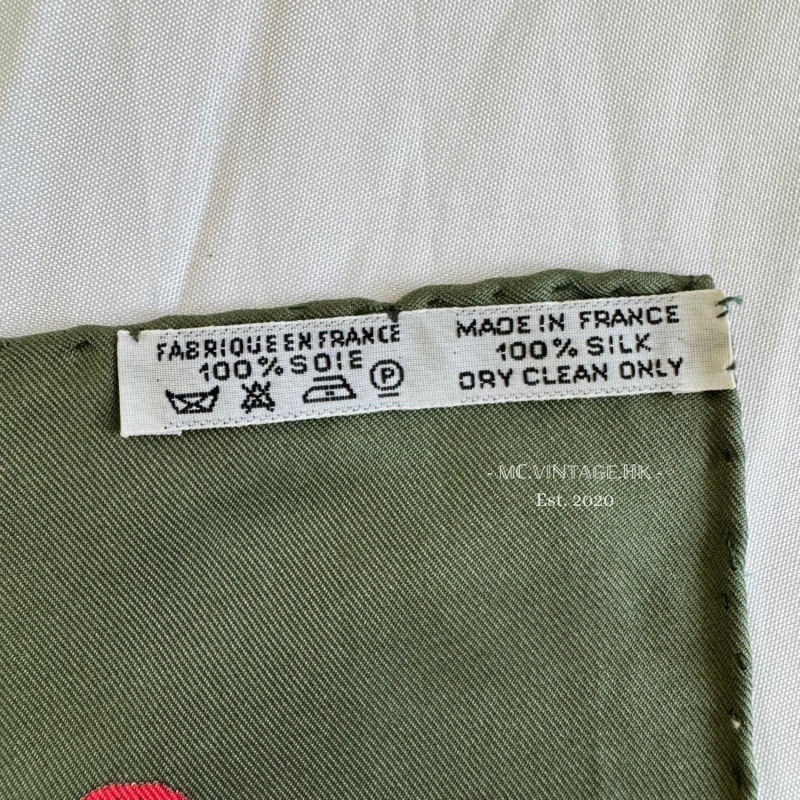 FABRIQUE EN FRANCE
100% SOIE
P
MADE IN FRANCE
100% SILK
DRY CLEAN ONLY
- MC.VINTAGE.HK -
Est. 2020